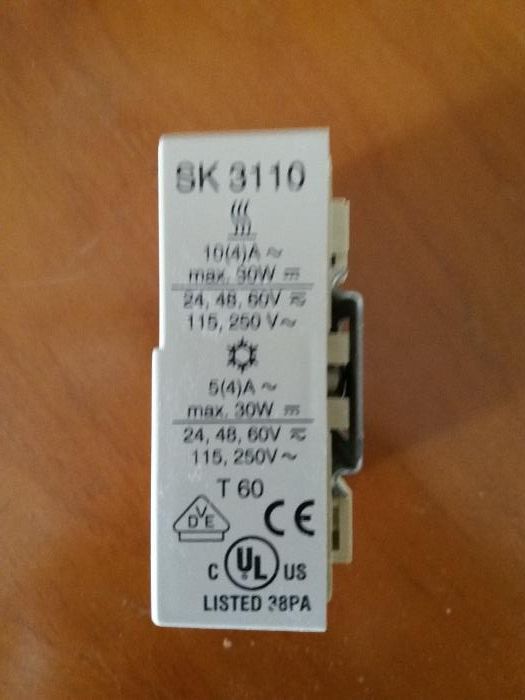 SK 3110
10(4)A ~
max. 30W ⎓
24, 48, 60V ≂
115, 250 V~
5(4)A ~
max. 30W ⎓
24, 48, 60V ≂
115, 250V~
T 60
DVE
CE
C UL US
LISTED 38PA